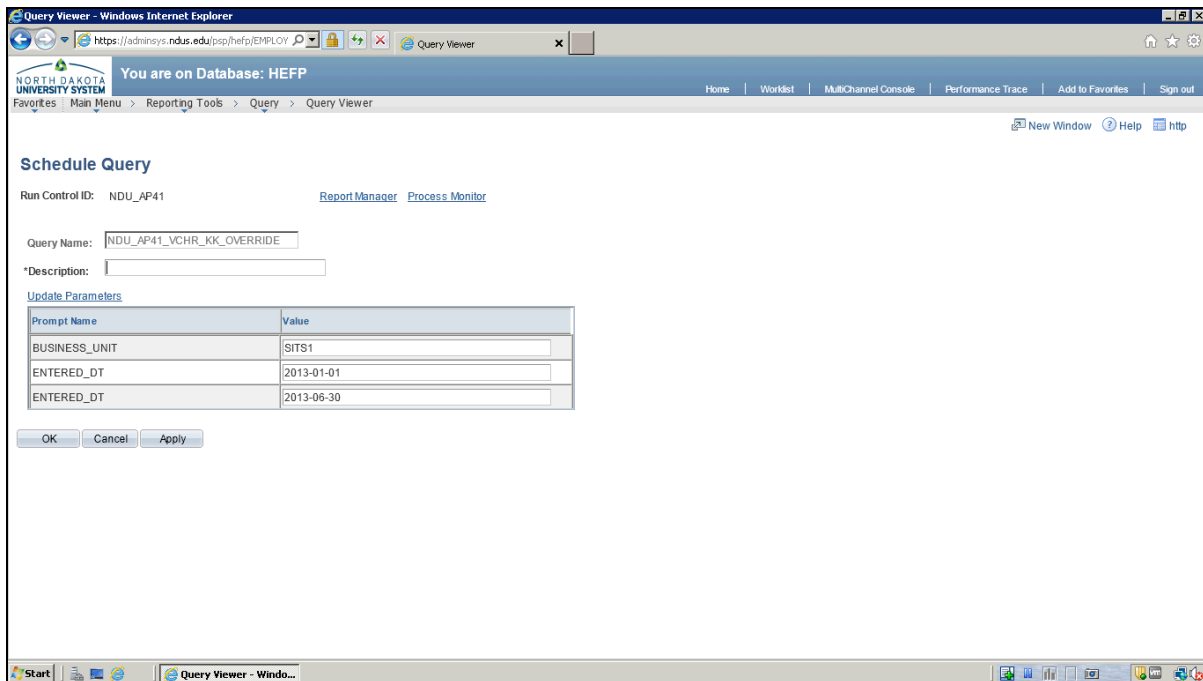 Query Viewer - Windows Internet Explorer
https://adminsys.ndus.edu/psp/hefp/EMPLOY
Query Viewer
NORTH DAKOTA
UNIVERSITY SYSTEM
You are on Database: HEFP
Home | Worklist | MultiChannel Console | Performance Trace | Add to Favorites | Sign out
Favorites Main Menu > Reporting Tools > Query > Query Viewer
New Window Help http
Schedule Query
Run Control ID: NDU_AP41 Report Manager Process Monitor
Query Name: NDU_AP41_VCHR_KK_OVERRIDE
*Description:
Update Parameters
Prompt Name Value
BUSINESS_UNIT SITS1
ENTERED_DT 2013-01-01
ENTERED_DT 2013-06-30
OK Cancel Apply
Start Query Viewer - Windo...